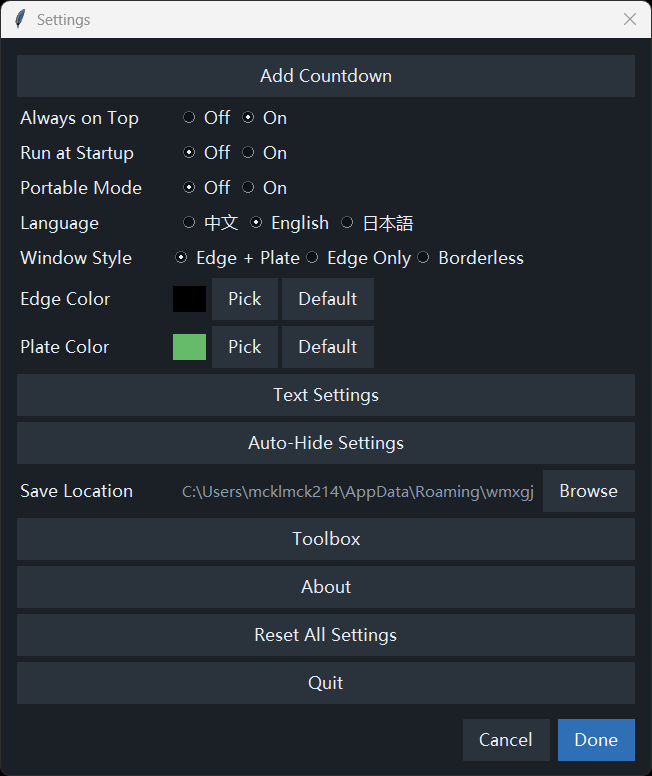 Settings
Add Countdown
Always on Top Off On
Run at Startup Off On
Portable Mode Off On
Language 中文 English 日本語
Window Style Edge + Plate Edge Only Borderless
Edge Color Pick Default
Plate Color Pick Default
Text Settings
Auto-Hide Settings
Save Location C:\Users\mcklmck214\AppData\Roaming\wmxgj Browse
Toolbox
About
Reset All Settings
Quit
Cancel Done